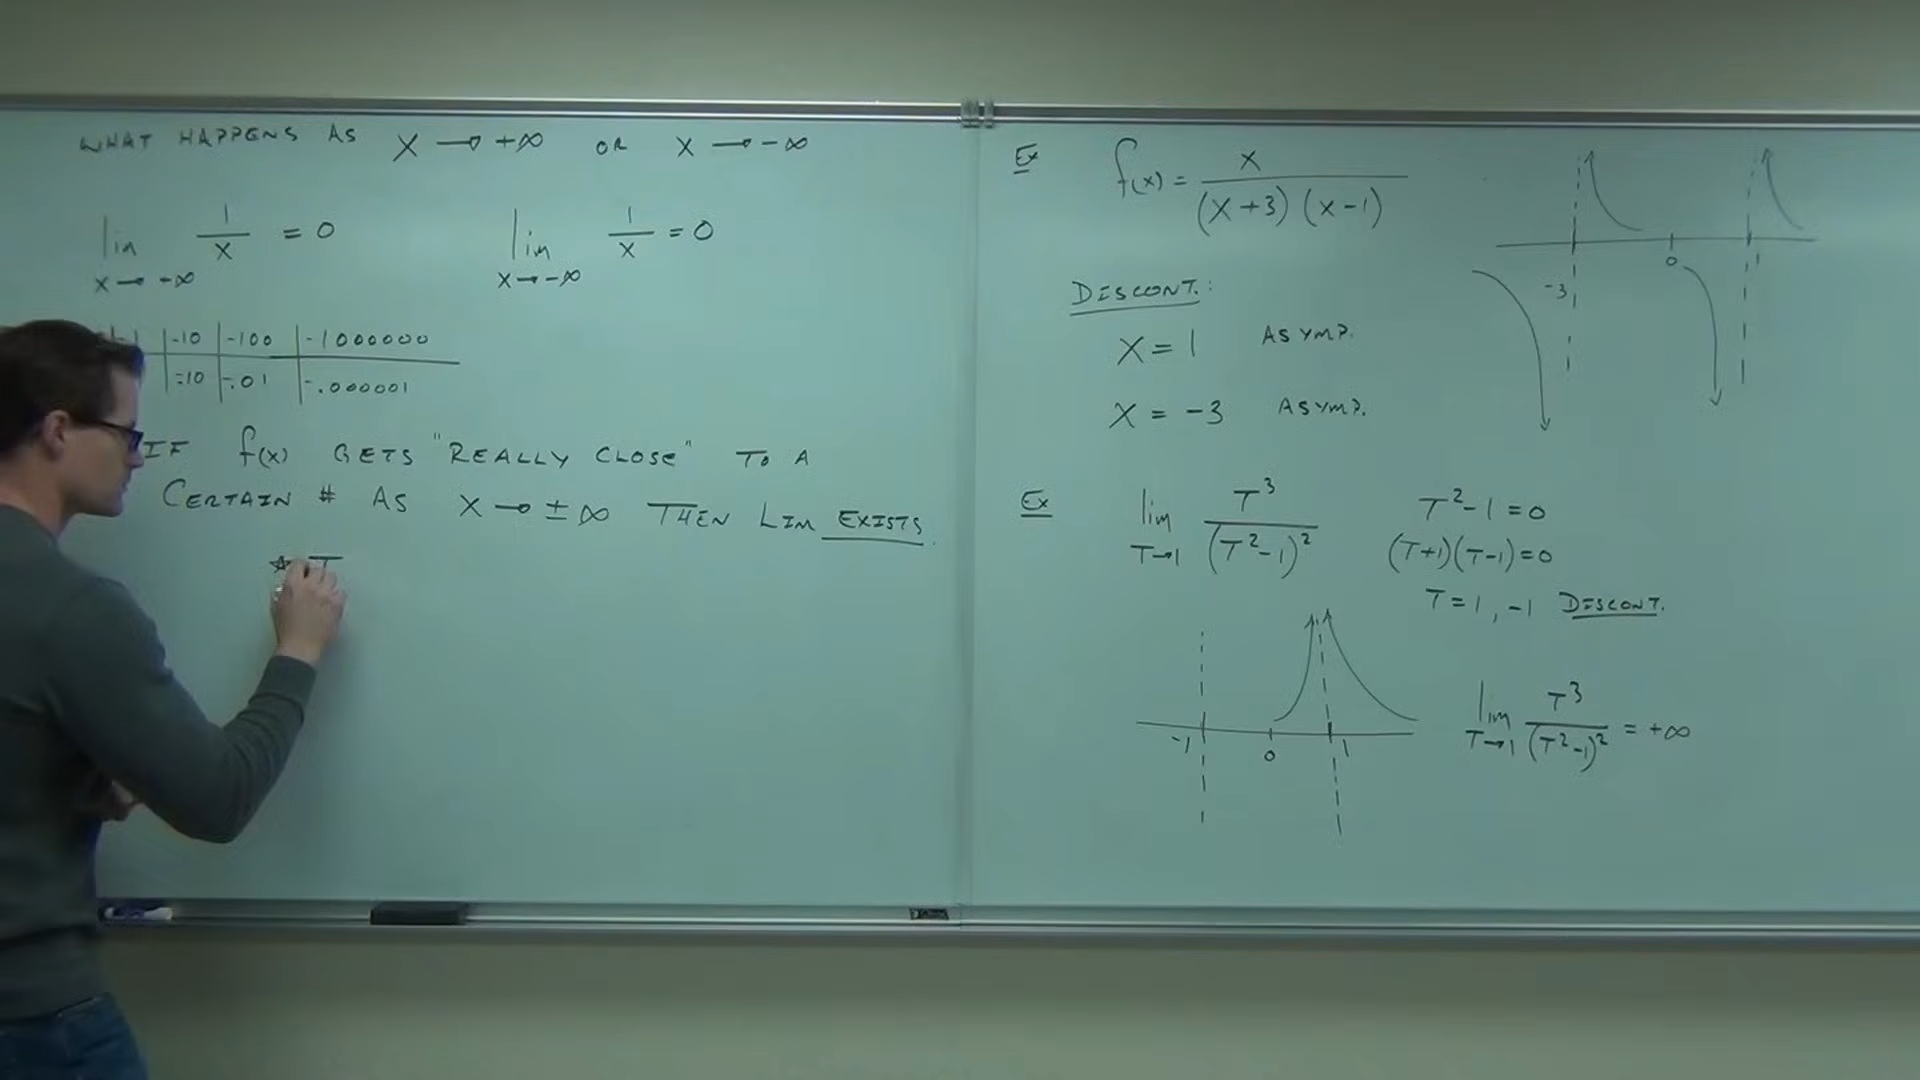 WHAT HAPPENS AS X → +∞ OR X → -∞
lim x → -∞ 1/x = 0
lim x → -∞ 1/x = 0
-1 | -10 | -100 | -1000000
-.10 | -.01 | -.000001
IF f(x) GETS "REALLY CLOSE" TO A
CERTAIN # AS X → ±∞ THEN LIM EXISTS.
☆ T
Ex f(x) = x / (x+3)(x-1)
DISCONT.:
X = 1 ASYMP.
X = -3 ASYMP.
-3 0 1
Ex lim T→1 T³/(T²-1)²
T²-1=0
(T+1)(T-1)=0
T=1, -1 DISCONT.
-1 0 1
lim T→1 T³/(T²-1)² = +∞